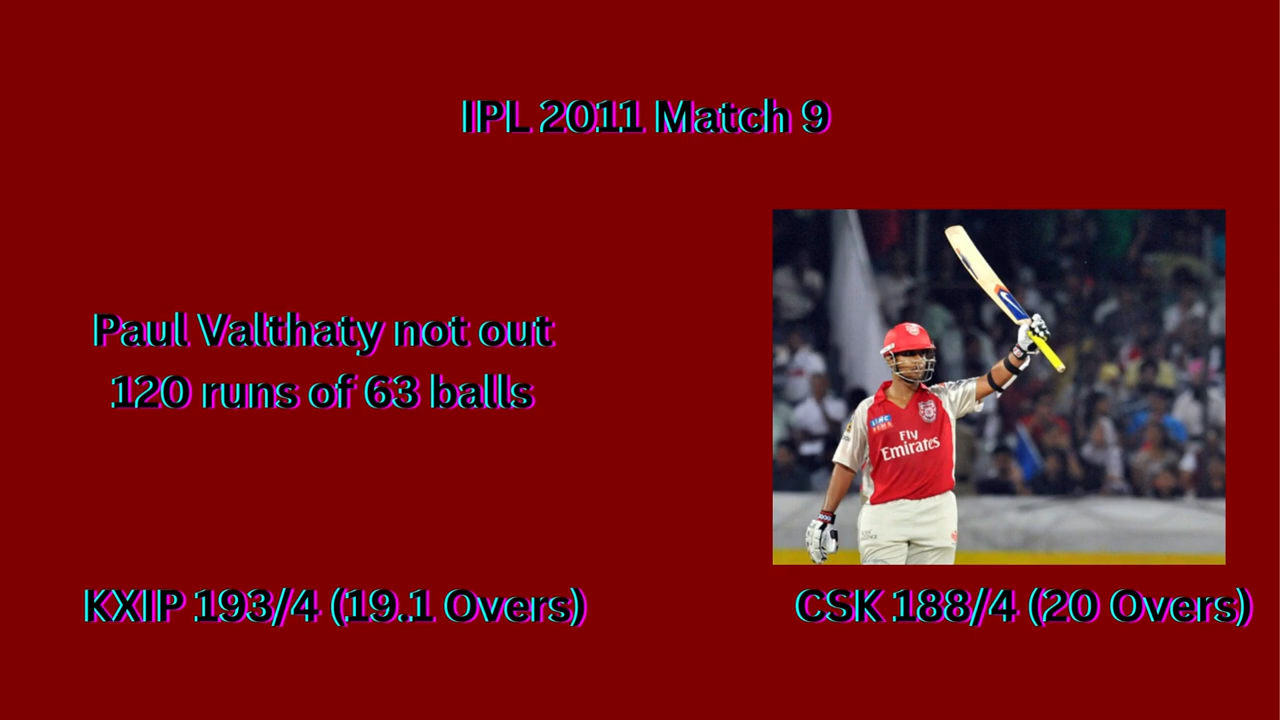 IPL 2011 Match 9
Paul Valthaty not out
120 runs of 63 balls
Fly
Emirates
KXIP 193/4 (19.1 Overs)
CSK 188/4 (20 Overs)